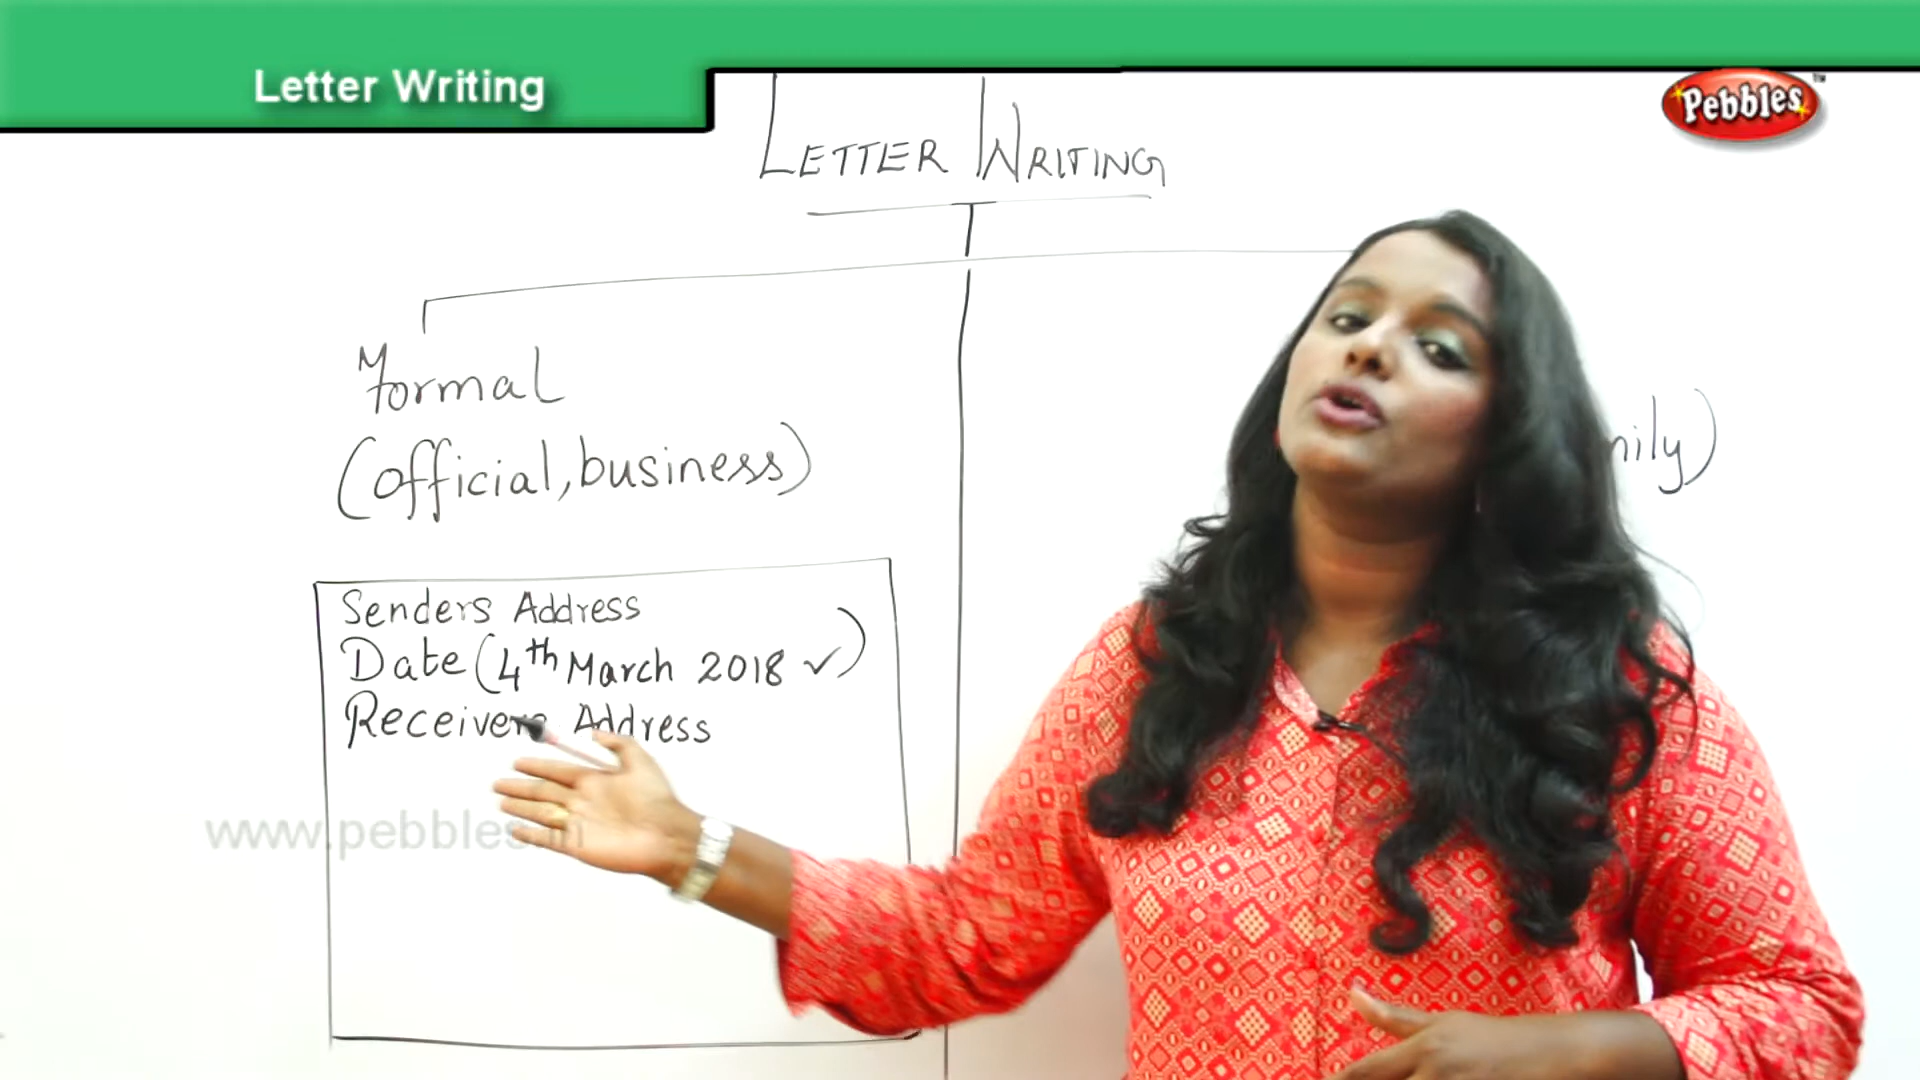 Letter Writing
Pebbles
TM
LETTER WRITING
Formal
(official, business)
Senders Address
Date (4th March 2018 ✓)
Receivers Address
www.pebbles.in